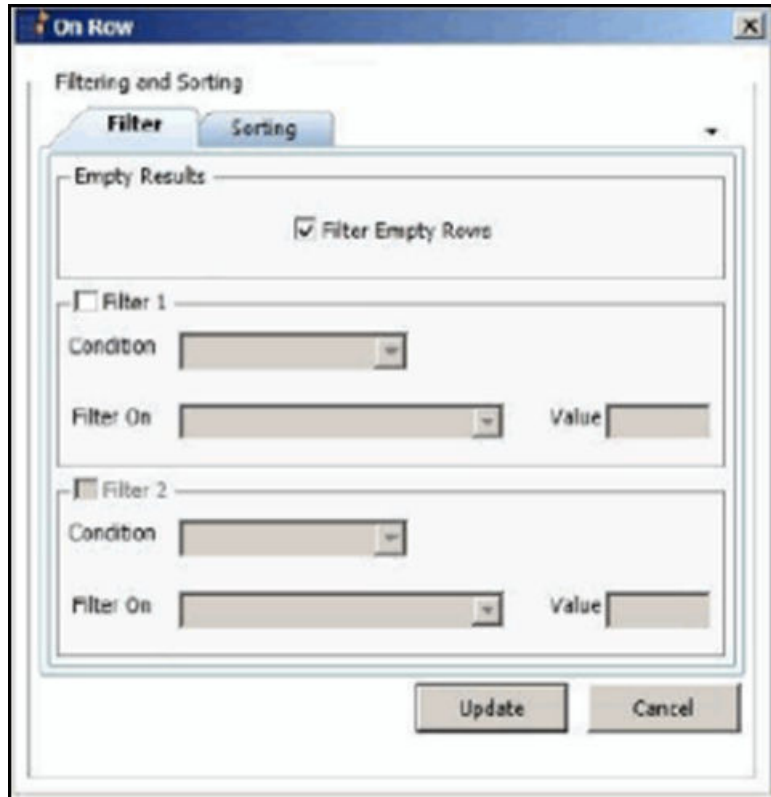 On Row
Filtering and Sorting
Filter Sorting
Empty Results
Filter Empty Rows
Filter 1
Condition
Filter On Value
Filter 2
Condition
Filter On Value
Update Cancel